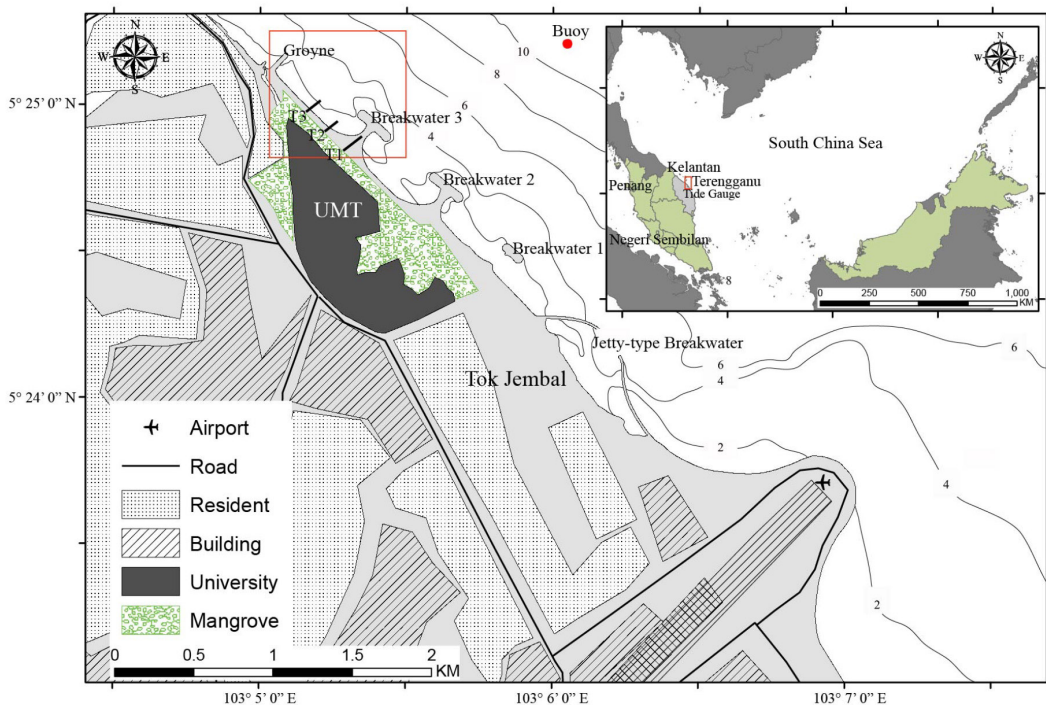 N
W
E
S
Groyne
Buoy
10
8
6
4
5° 25’ 0” N
T3
T2
T1
Breakwater 3
Breakwater 2
Breakwater 1
UMT
Jetty-type Breakwater
Tok Jembal
6
4
2
6
4
2
5° 24’ 0” N
N
W
E
S
South China Sea
Kelantan
Penang
Terengganu
Tide Gauge
Negeri Sembilan
8
0 250 500 750 1,000
KM
Airport
Road
Resident
Building
University
Mangrove
0 0.5 1 1.5 2
KM
103° 5’ 0” E
103° 6’ 0” E
103° 7’ 0” E